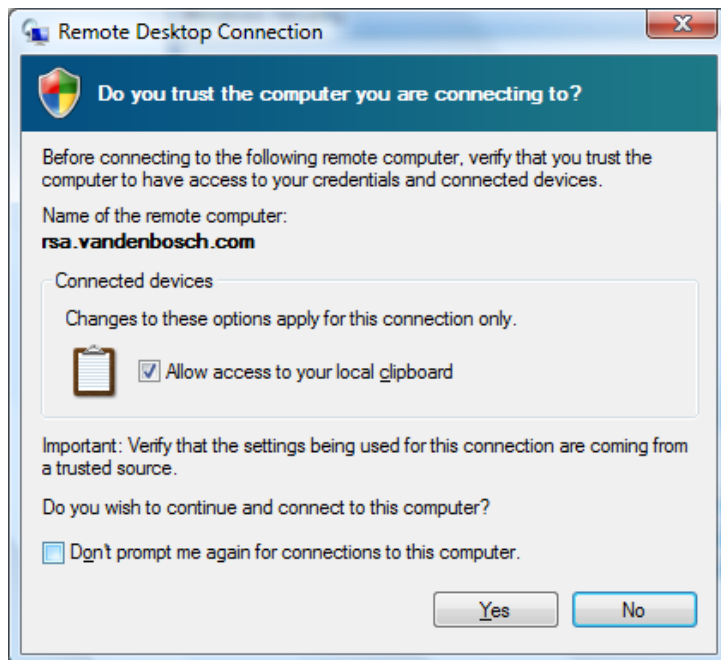 Remote Desktop Connection
Do you trust the computer you are connecting to?
Before connecting to the following remote computer, verify that you trust the
computer to have access to your credentials and connected devices.
Name of the remote computer:
rsa.vandenbosch.com
Connected devices
Changes to these options apply for this connection only.
Allow access to your local clipboard
Important: Verify that the settings being used for this connection are coming from
a trusted source.
Do you wish to continue and connect to this computer?
Don't prompt me again for connections to this computer.
Yes No